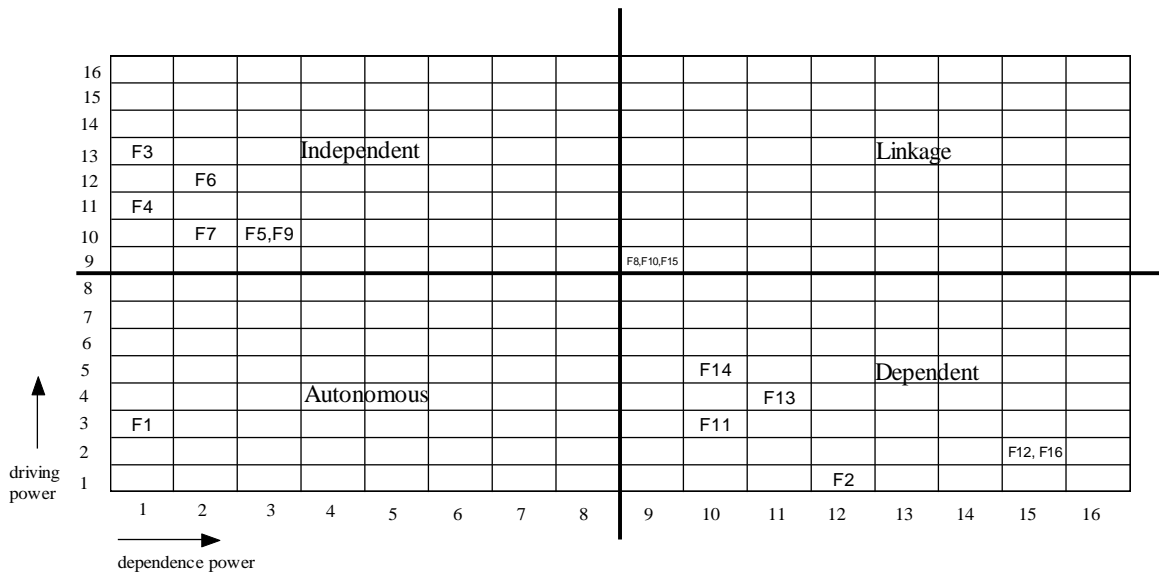 16
15
14
13 F3 Independent Linkage
12 F6
11 F4
10 F7 F5,F9
9 F8,F10,F15
8
7
6
5 F14 Dependent
4 Autonomous F13
3 F1 F11
2 F12, F16
1 F2
driving
power
1 2 3 4 5 6 7 8 9 10 11 12 13 14 15 16
dependence power